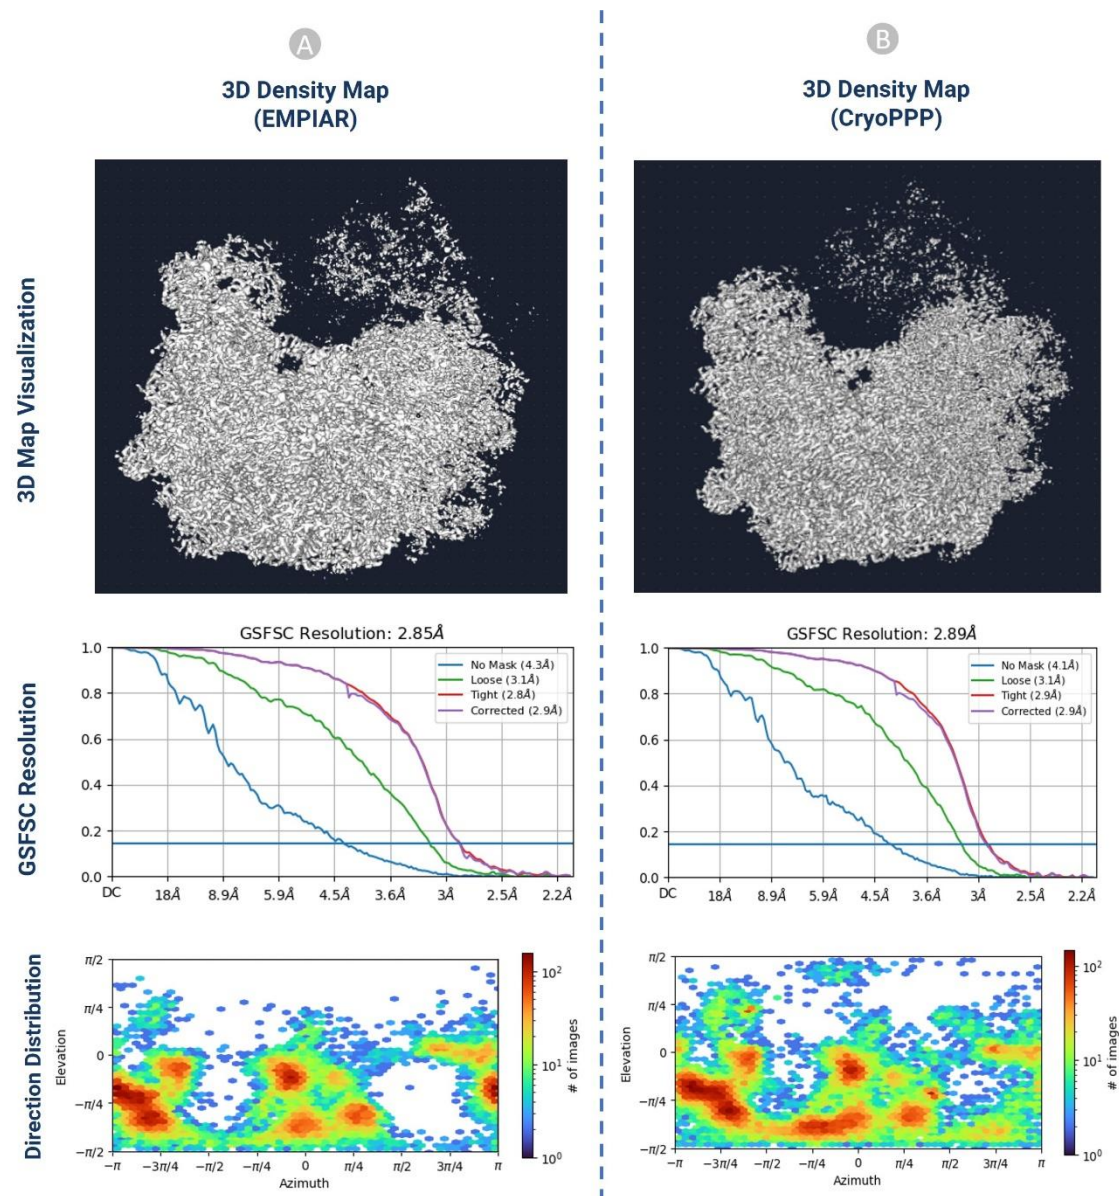 A
3D Density Map
(EMPIAR)
B
3D Density Map
(CryoPPP)
3D Map Visualization
GSFSC Resolution
GSFSC Resolution: 2.85Å
1.0
0.8
0.6
0.4
0.2
0.0
No Mask (4.3Å)
Loose (3.1Å)
Tight (2.8Å)
Corrected (2.9Å)
DC 18Å 8.9Å 5.9Å 4.5Å 3.6Å 3Å 2.5Å 2.2Å
GSFSC Resolution: 2.89Å
1.0
0.8
0.6
0.4
0.2
0.0
No Mask (4.1Å)
Loose (3.1Å)
Tight (2.9Å)
Corrected (2.9Å)
DC 18Å 8.9Å 5.9Å 4.5Å 3.6Å 3Å 2.5Å 2.2Å
Direction Distribution
π/2
π/4
0
−π/4
−π/2
Elevation
−π −3π/4 −π/2 −π/4 0 π/4 π/2 3π/4 π
Azimuth
10²
10¹
10⁰
# of images
π/2
π/4
0
−π/4
−π/2
Elevation
−π −3π/4 −π/2 −π/4 0 π/4 π/2 3π/4 π
Azimuth
10²
10¹
10⁰
# of images